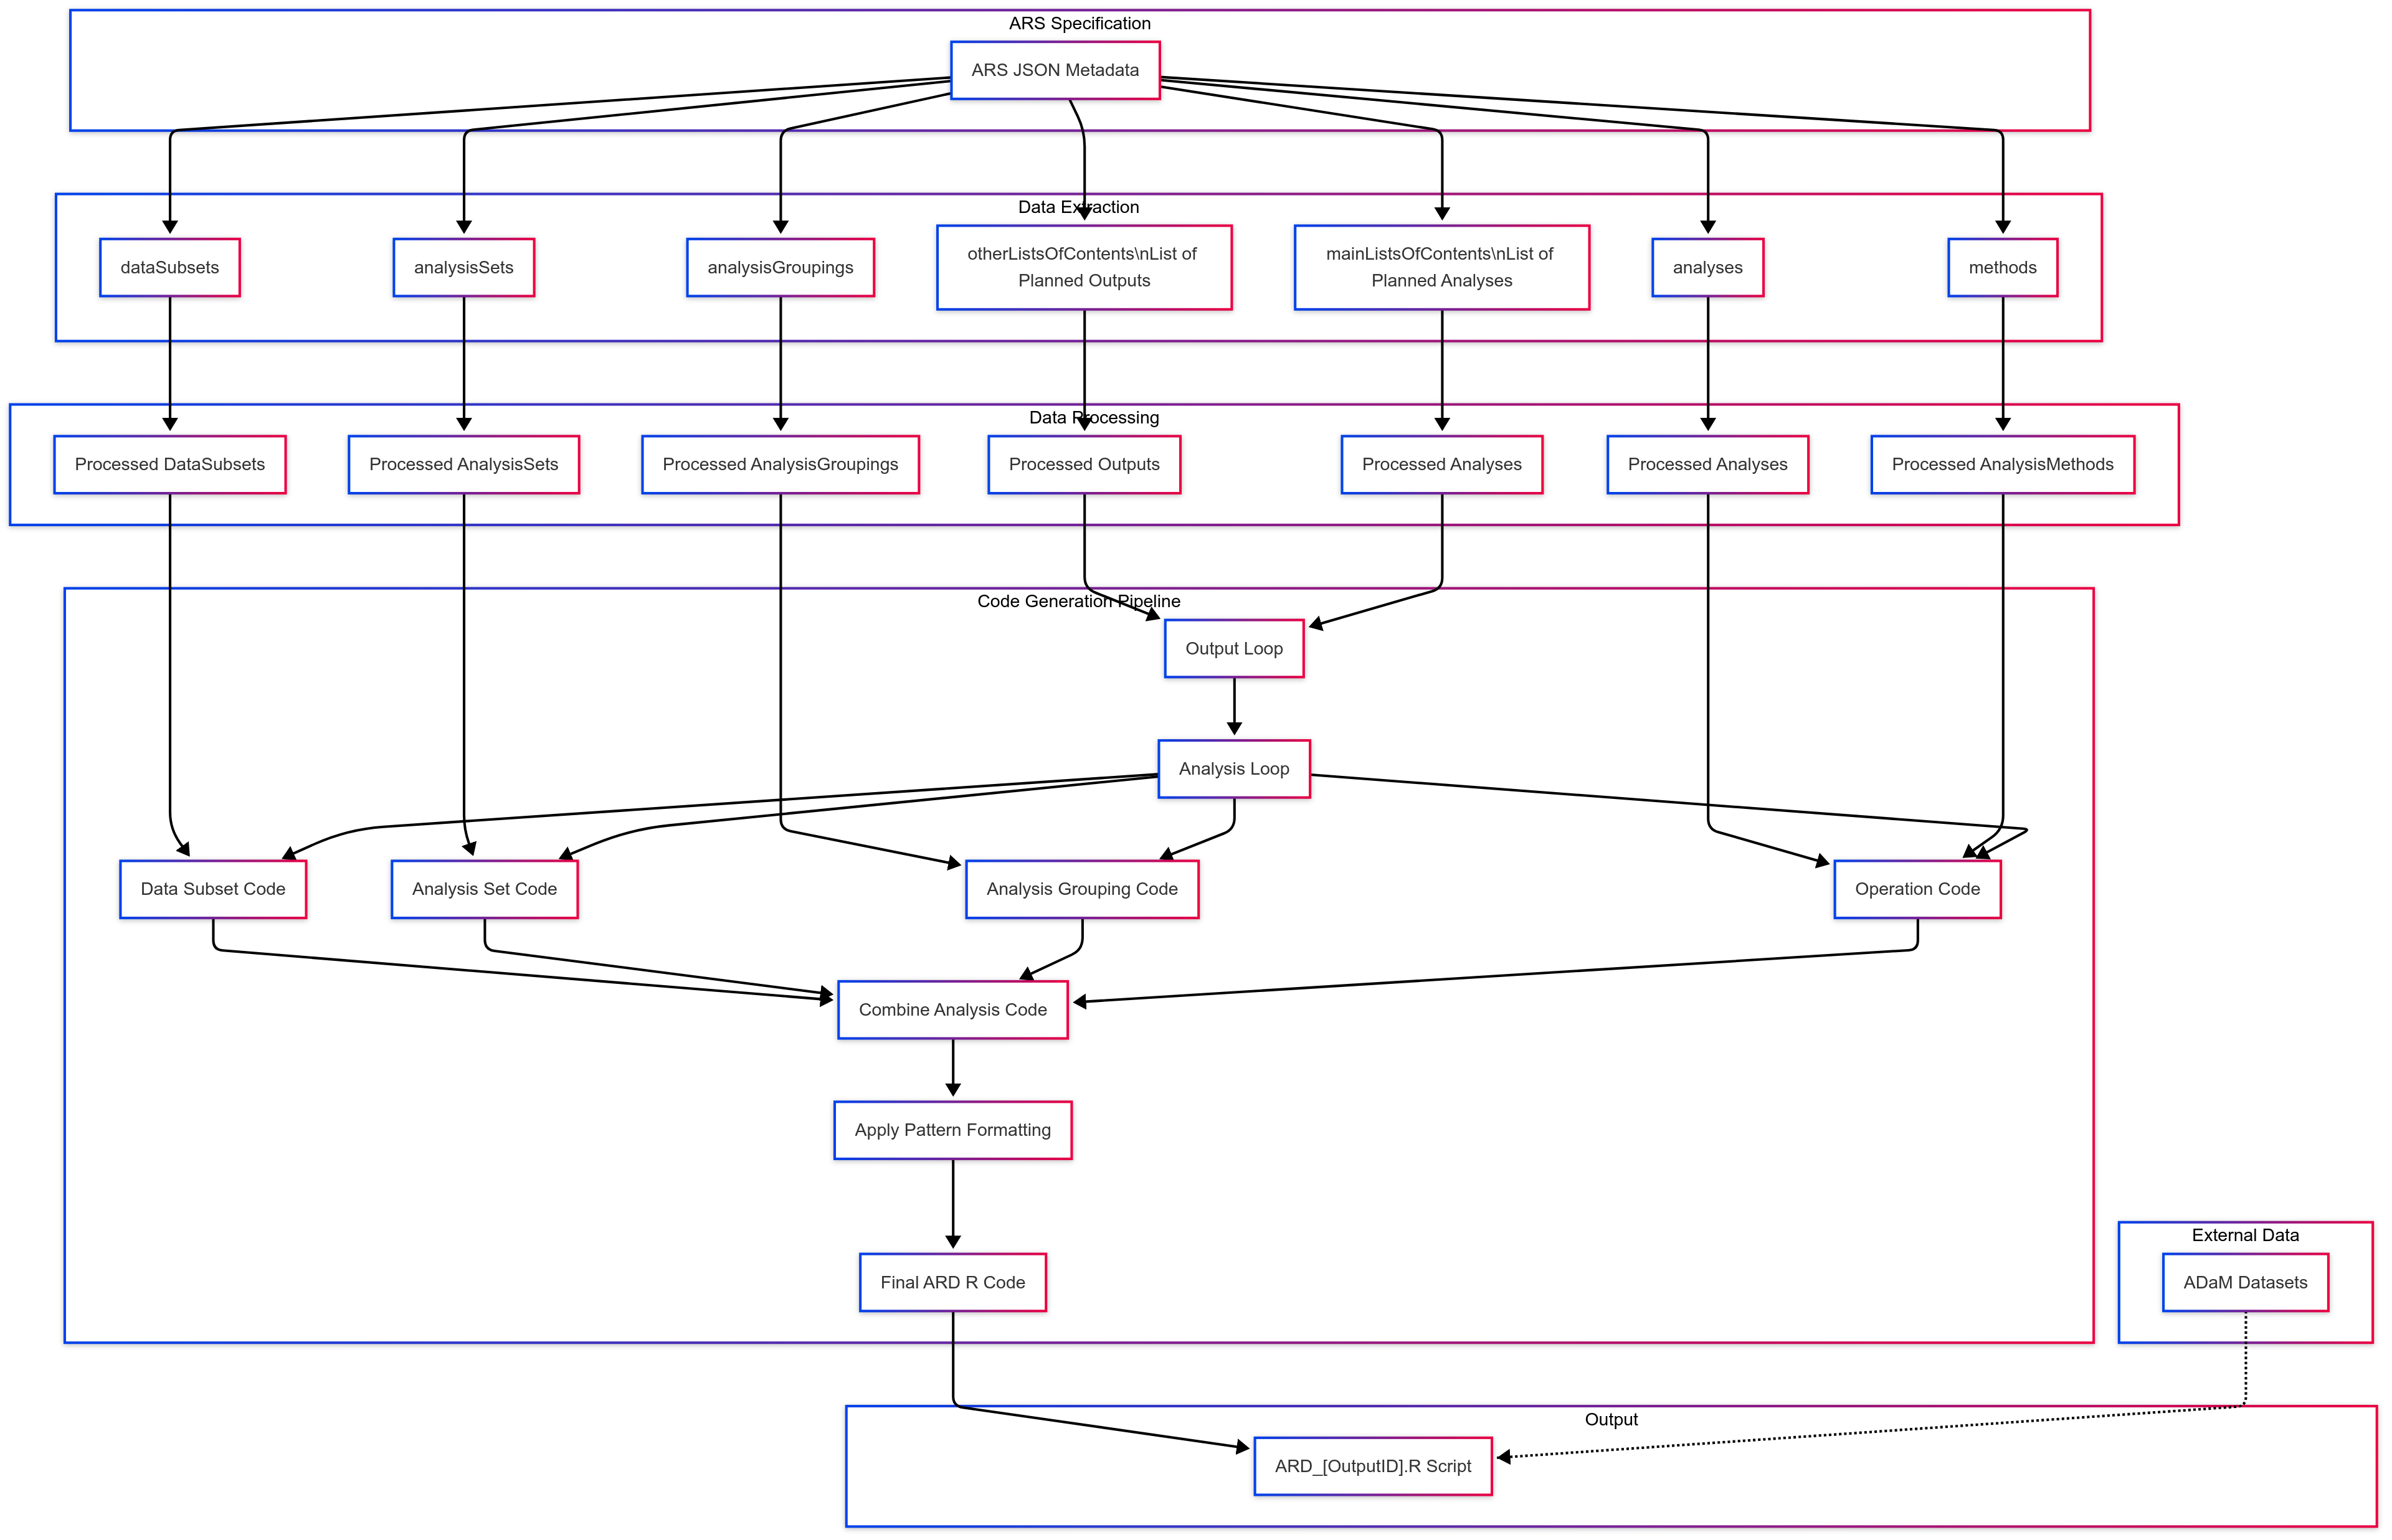 ARS Specification
ARS JSON Metadata
Data Extraction
dataSubsets
analysisSets
analysisGroupings
otherListsOfContents\nList of
Planned Outputs
mainListsOfContents\nList of
Planned Analyses
analyses
methods
Data Processing
Processed DataSubsets
Processed AnalysisSets
Processed AnalysisGroupings
Processed Outputs
Processed Analyses
Processed Analyses
Processed AnalysisMethods
Code Generation Pipeline
Output Loop
Analysis Loop
Data Subset Code
Analysis Set Code
Analysis Grouping Code
Operation Code
Combine Analysis Code
Apply Pattern Formatting
Final ARD R Code
External Data
ADaM Datasets
Output
ARD_[OutputID].R Script